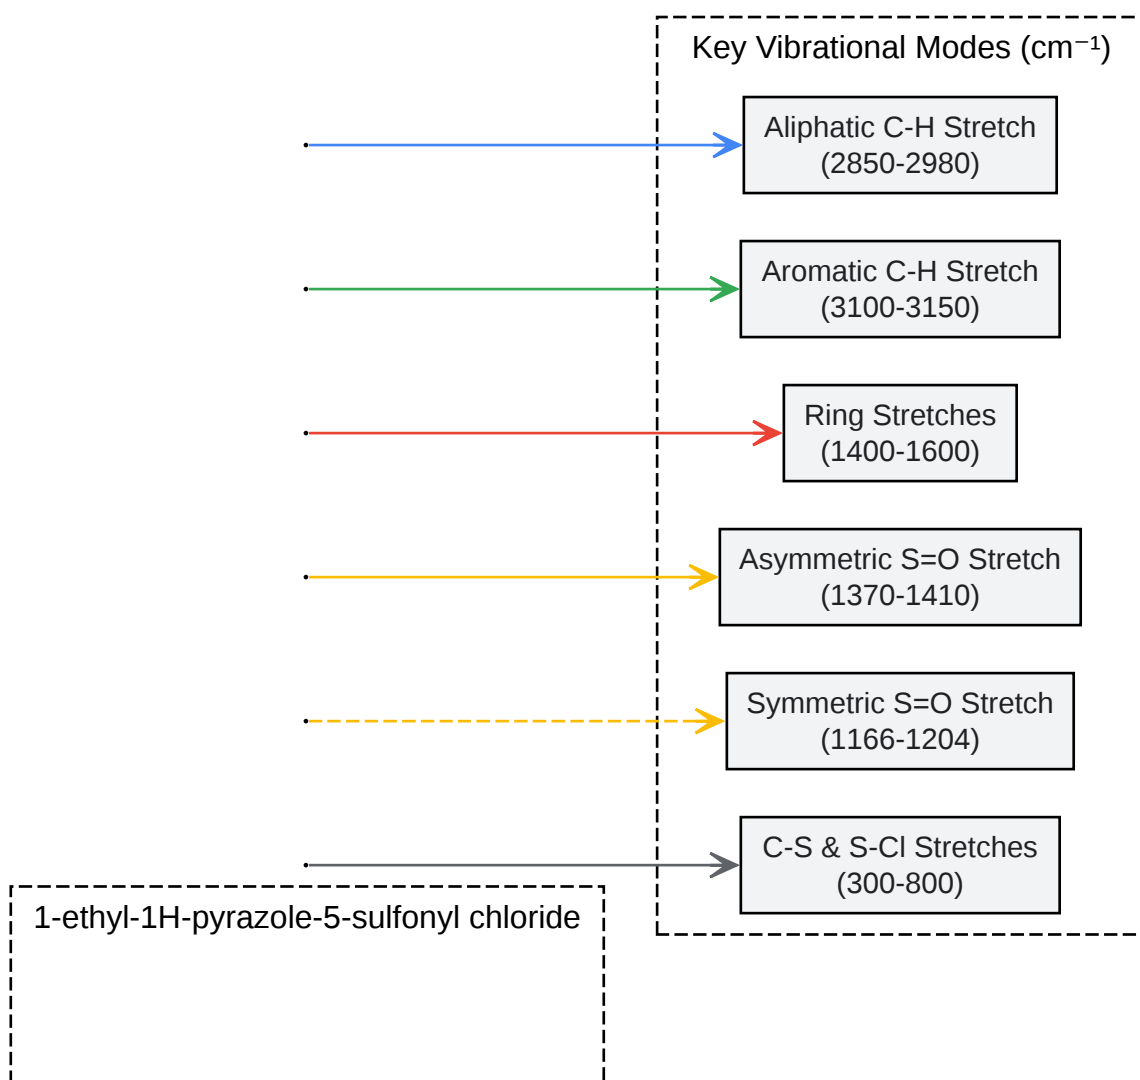 Key Vibrational Modes (cm⁻¹)
Aliphatic C-H Stretch
(2850-2980)
Aromatic C-H Stretch
(3100-3150)
Ring Stretches
(1400-1600)
Asymmetric S=O Stretch
(1370-1410)
Symmetric S=O Stretch
(1166-1204)
C-S & S-Cl Stretches
(300-800)
1-ethyl-1H-pyrazole-5-sulfonyl chloride